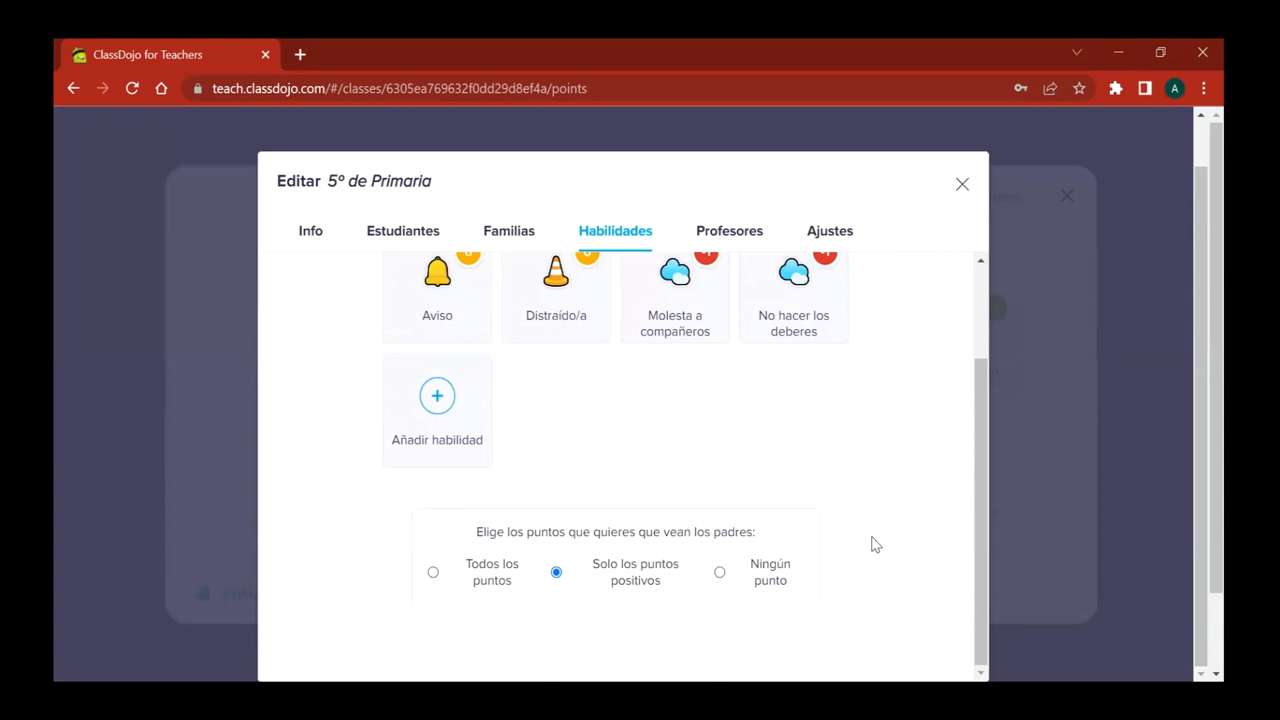 ClassDojo for Teachers
teach.classdojo.com/#/classes/6305ea769632f0dd29d8ef4a/points
A
Editar 5º de Primaria
Info Estudiantes Familias Habilidades Profesores Ajustes
Aviso
Distraído/a
Molesta a
compañeros
No hacer los
deberes
Añadir habilidad
Elige los puntos que quieres que vean los padres:
Todos los
puntos
Solo los puntos
positivos
Ningún
punto